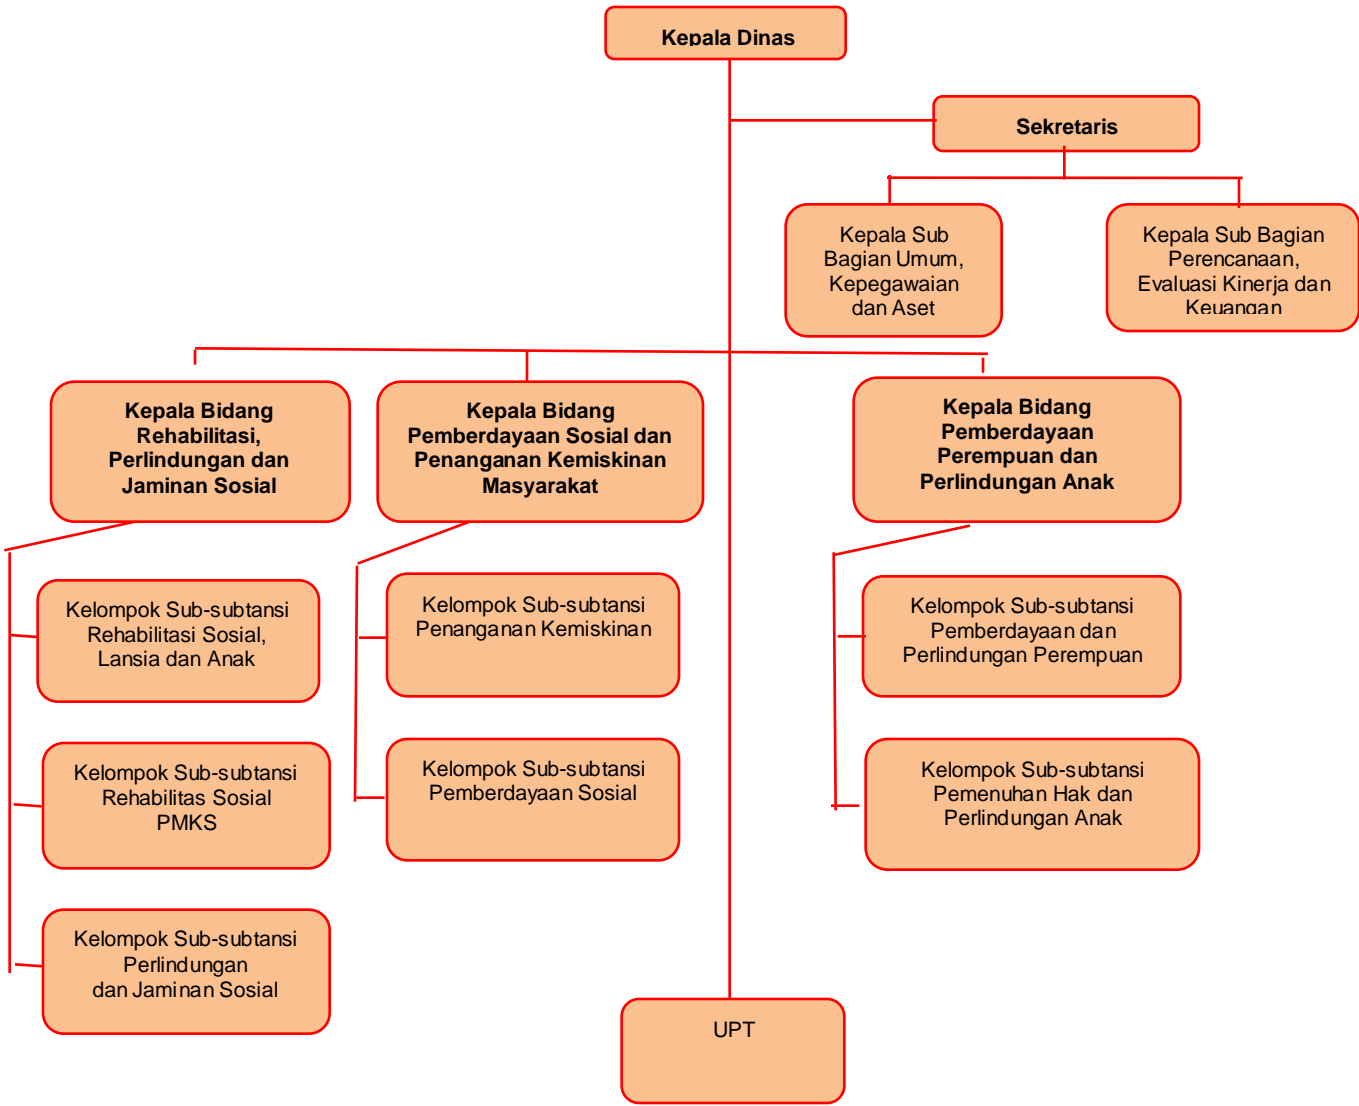 Kepala Dinas
Sekretaris
Kepala Sub
Bagian Umum,
Kepegawaian
dan Aset
Kepala Sub Bagian
Perencanaan,
Evaluasi Kinerja dan
Keuangan
Kepala Bidang
Rehabilitasi,
Perlindungan dan
Jaminan Sosial
Kepala Bidang
Pemberdayaan Sosial dan
Penanganan Kemiskinan
Masyarakat
Kepala Bidang
Pemberdayaan
Perempuan dan
Perlindungan Anak
Kelompok Sub-subtansi
Rehabilitasi Sosial,
Lansia dan Anak
Kelompok Sub-subtansi
Penanganan Kemiskinan
Kelompok Sub-subtansi
Pemberdayaan dan
Perlindungan Perempuan
Kelompok Sub-subtansi
Rehabilitas Sosial
PMKS
Kelompok Sub-subtansi
Pemberdayaan Sosial
Kelompok Sub-subtansi
Pemenuhan Hak dan
Perlindungan Anak
Kelompok Sub-subtansi
Perlindungan
dan Jaminan Sosial
UPT